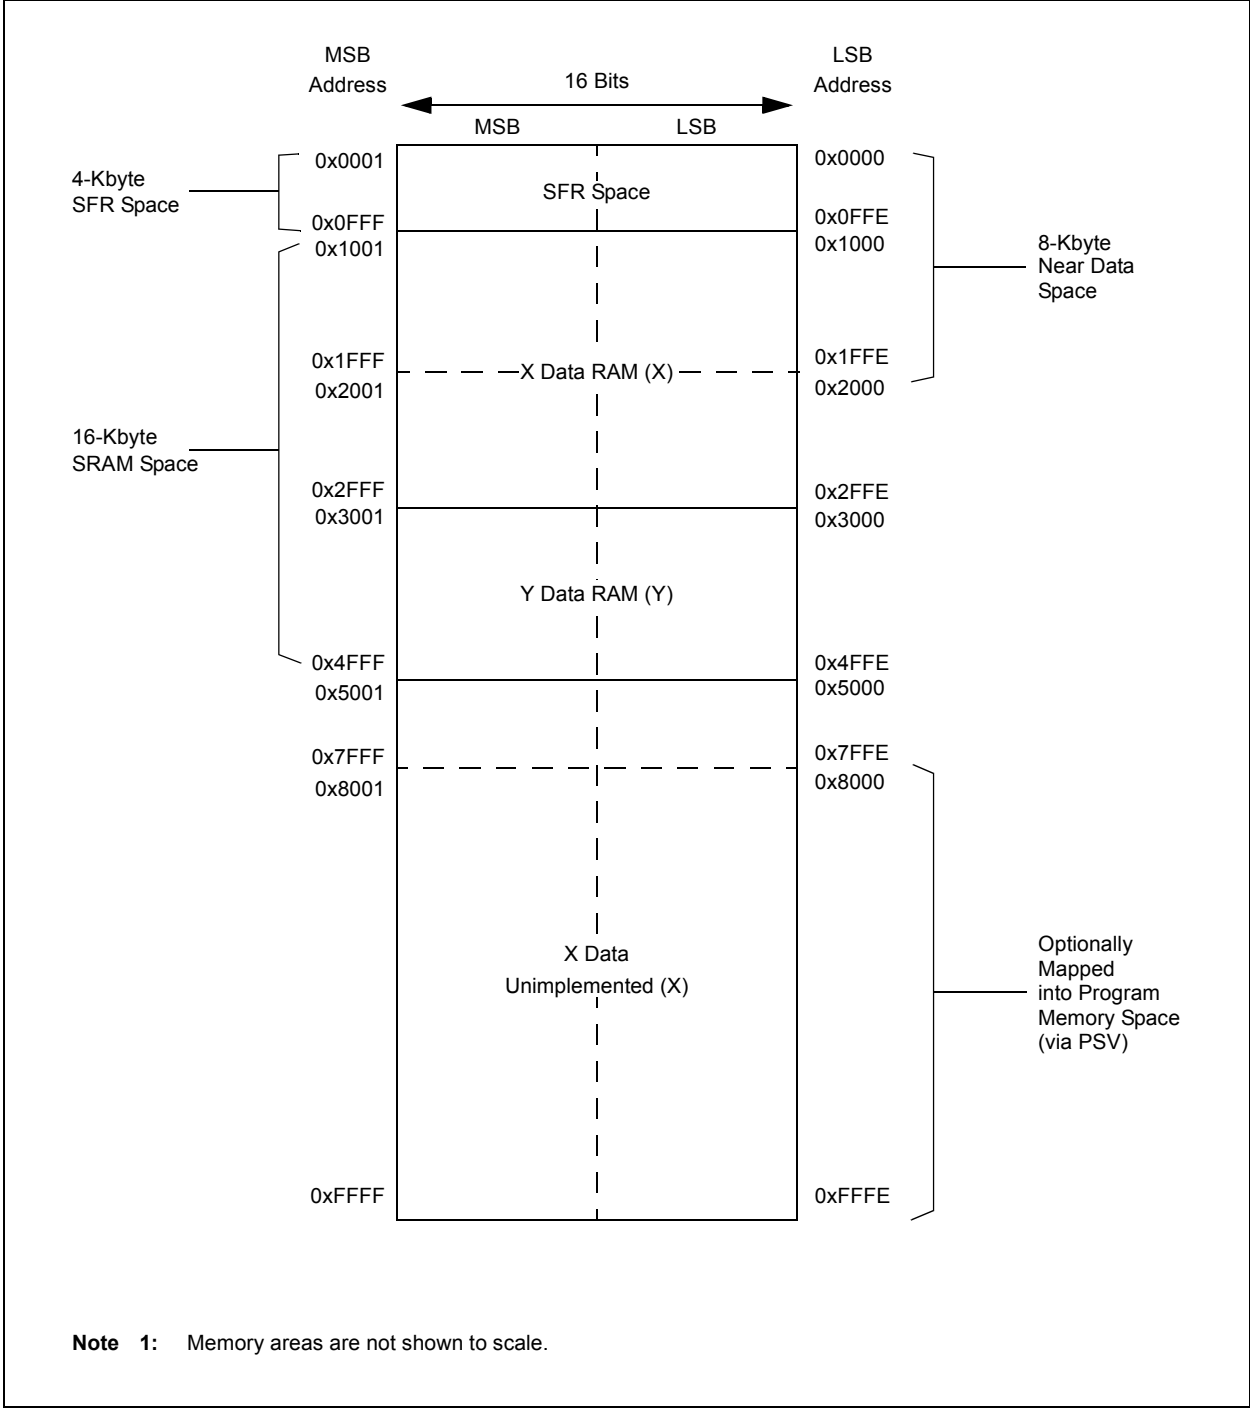 MSB
Address
LSB
Address
16 Bits
MSB
LSB
0x0001
0x0000
4-Kbyte
SFR Space
SFR Space
0x0FFF
0x0FFE
0x1001
0x1000
8-Kbyte
Near Data
Space
0x1FFF
0x1FFE
X Data RAM (X)
0x2001
0x2000
16-Kbyte
SRAM Space
0x2FFF
0x2FFE
0x3001
0x3000
Y Data RAM (Y)
0x4FFF
0x4FFE
0x5001
0x5000
0x7FFF
0x7FFE
0x8001
0x8000
X Data
Unimplemented (X)
Optionally
Mapped
into Program
Memory Space
(via PSV)
0xFFFF
0xFFFE
Note 1: Memory areas are not shown to scale.